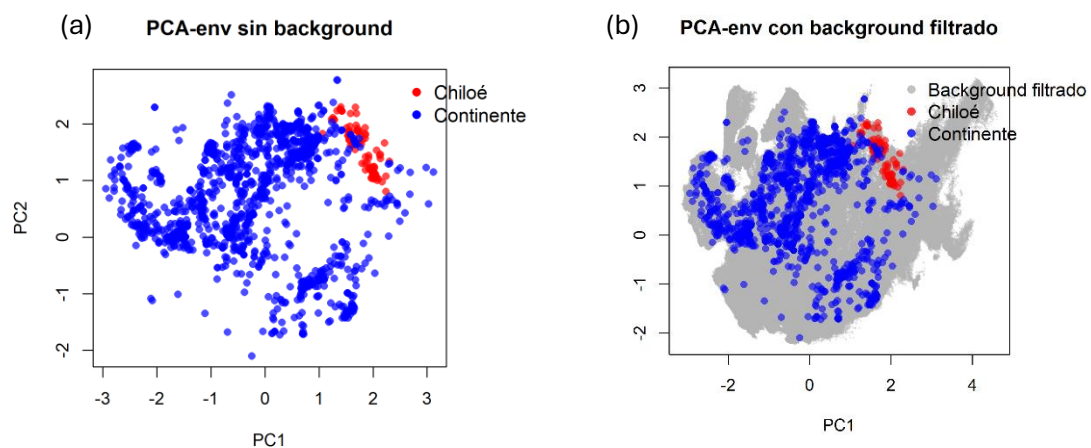 (a)
PCA-env sin background
Chiloé
Continente
PC2
2
1
0
-1
-2
-3
-2
-1
0
1
2
3
PC1
(b)
PCA-env con background filtrado
Background filtrado
Chiloé
Continente
3
2
1
0
-1
-2
-2
0
2
4
PC1